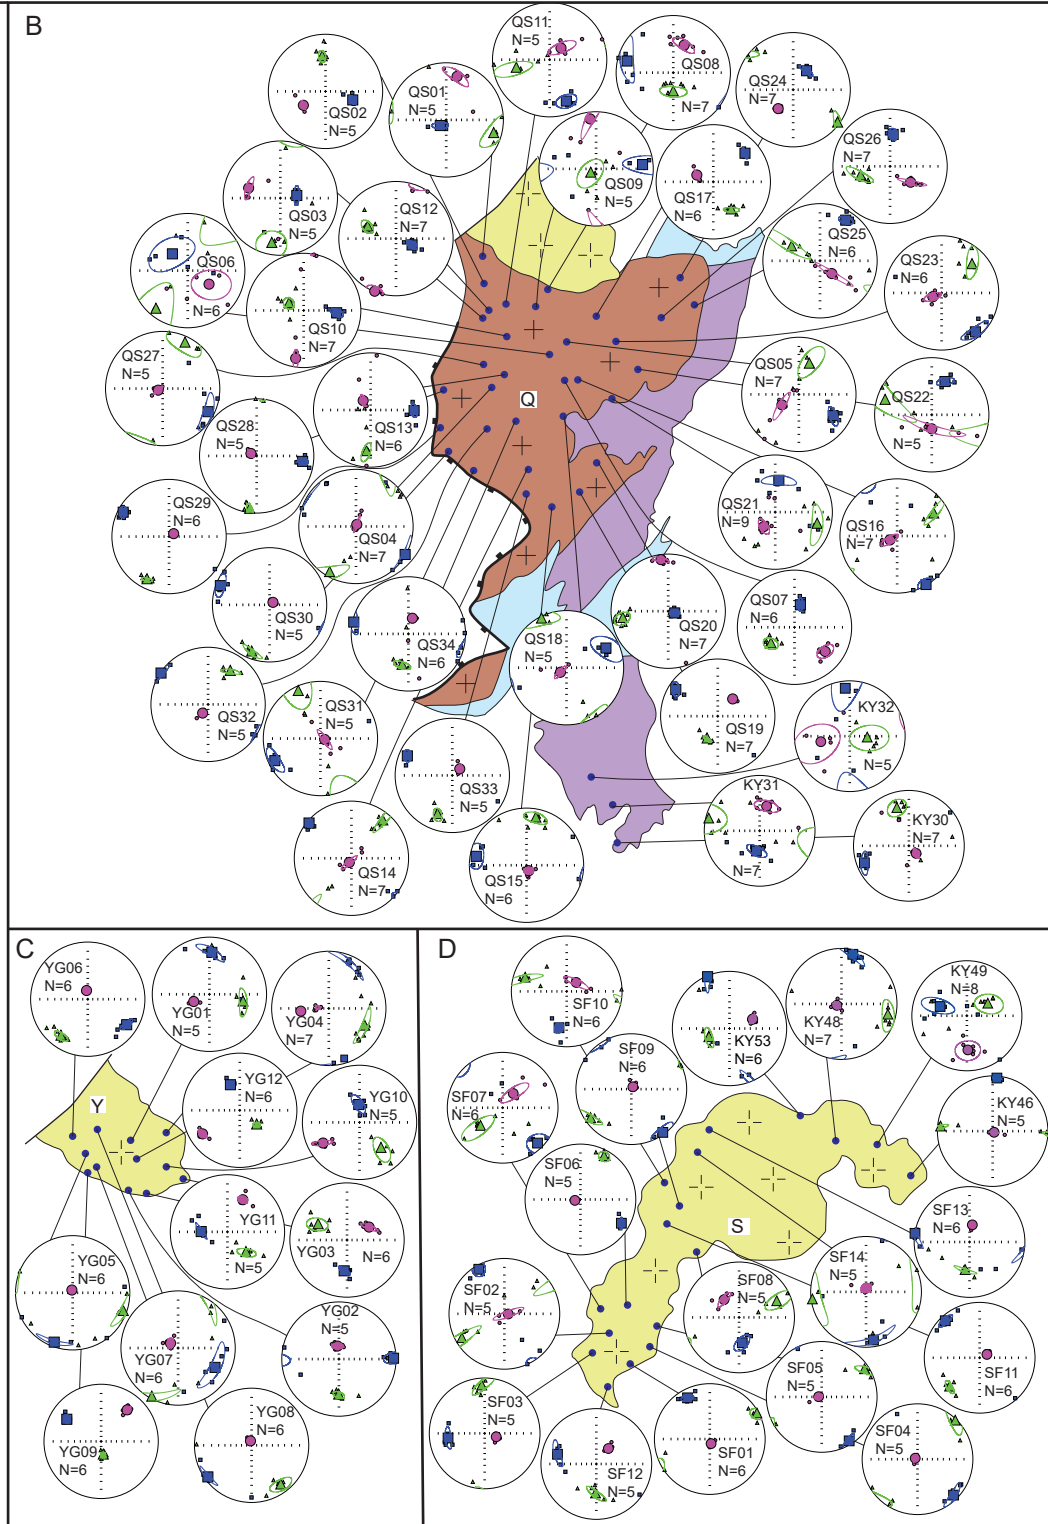 B
QS11
N=5
QS08
N=7
QS24
N=7
QS02
N=5
QS01
N=5
QS26
N=7
QS09
N=5
QS17
N=6
QS03
N=5
QS12
N=7
QS25
N=6
QS06
N=6
QS23
N=6
QS10
N=7
QS27
N=5
QS05
N=7
QS22
N=5
QS13
N=6
Q
QS28
N=5
QS29
N=6
QS04
N=7
QS21
N=9
QS16
N=7
QS30
N=5
QS34
N=6
QS18
N=5
QS20
N=7
QS07
N=6
QS32
N=5
QS31
N=5
QS19
N=7
KY32
N=5
QS33
N=5
KY31
N=7
KY30
N=7
QS14
N=7
QS15
N=6
C
YG06
N=6
YG01
N=5
YG04
N=7
Y
YG12
N=6
YG10
N=5
YG11
N=5
YG03
N=6
YG05
N=6
YG07
N=6
YG02
N=5
YG09
N=6
YG08
N=6
D
SF10
N=6
KY53
N=6
KY48
N=7
KY49
N=8
SF09
N=6
SF07
N=6
KY46
N=5
SF06
N=5
S
SF13
N=6
SF14
N=5
SF02
N=5
SF08
N=5
SF11
N=6
SF05
N=5
SF03
N=5
SF01
N=6
SF04
N=5
SF12
N=5